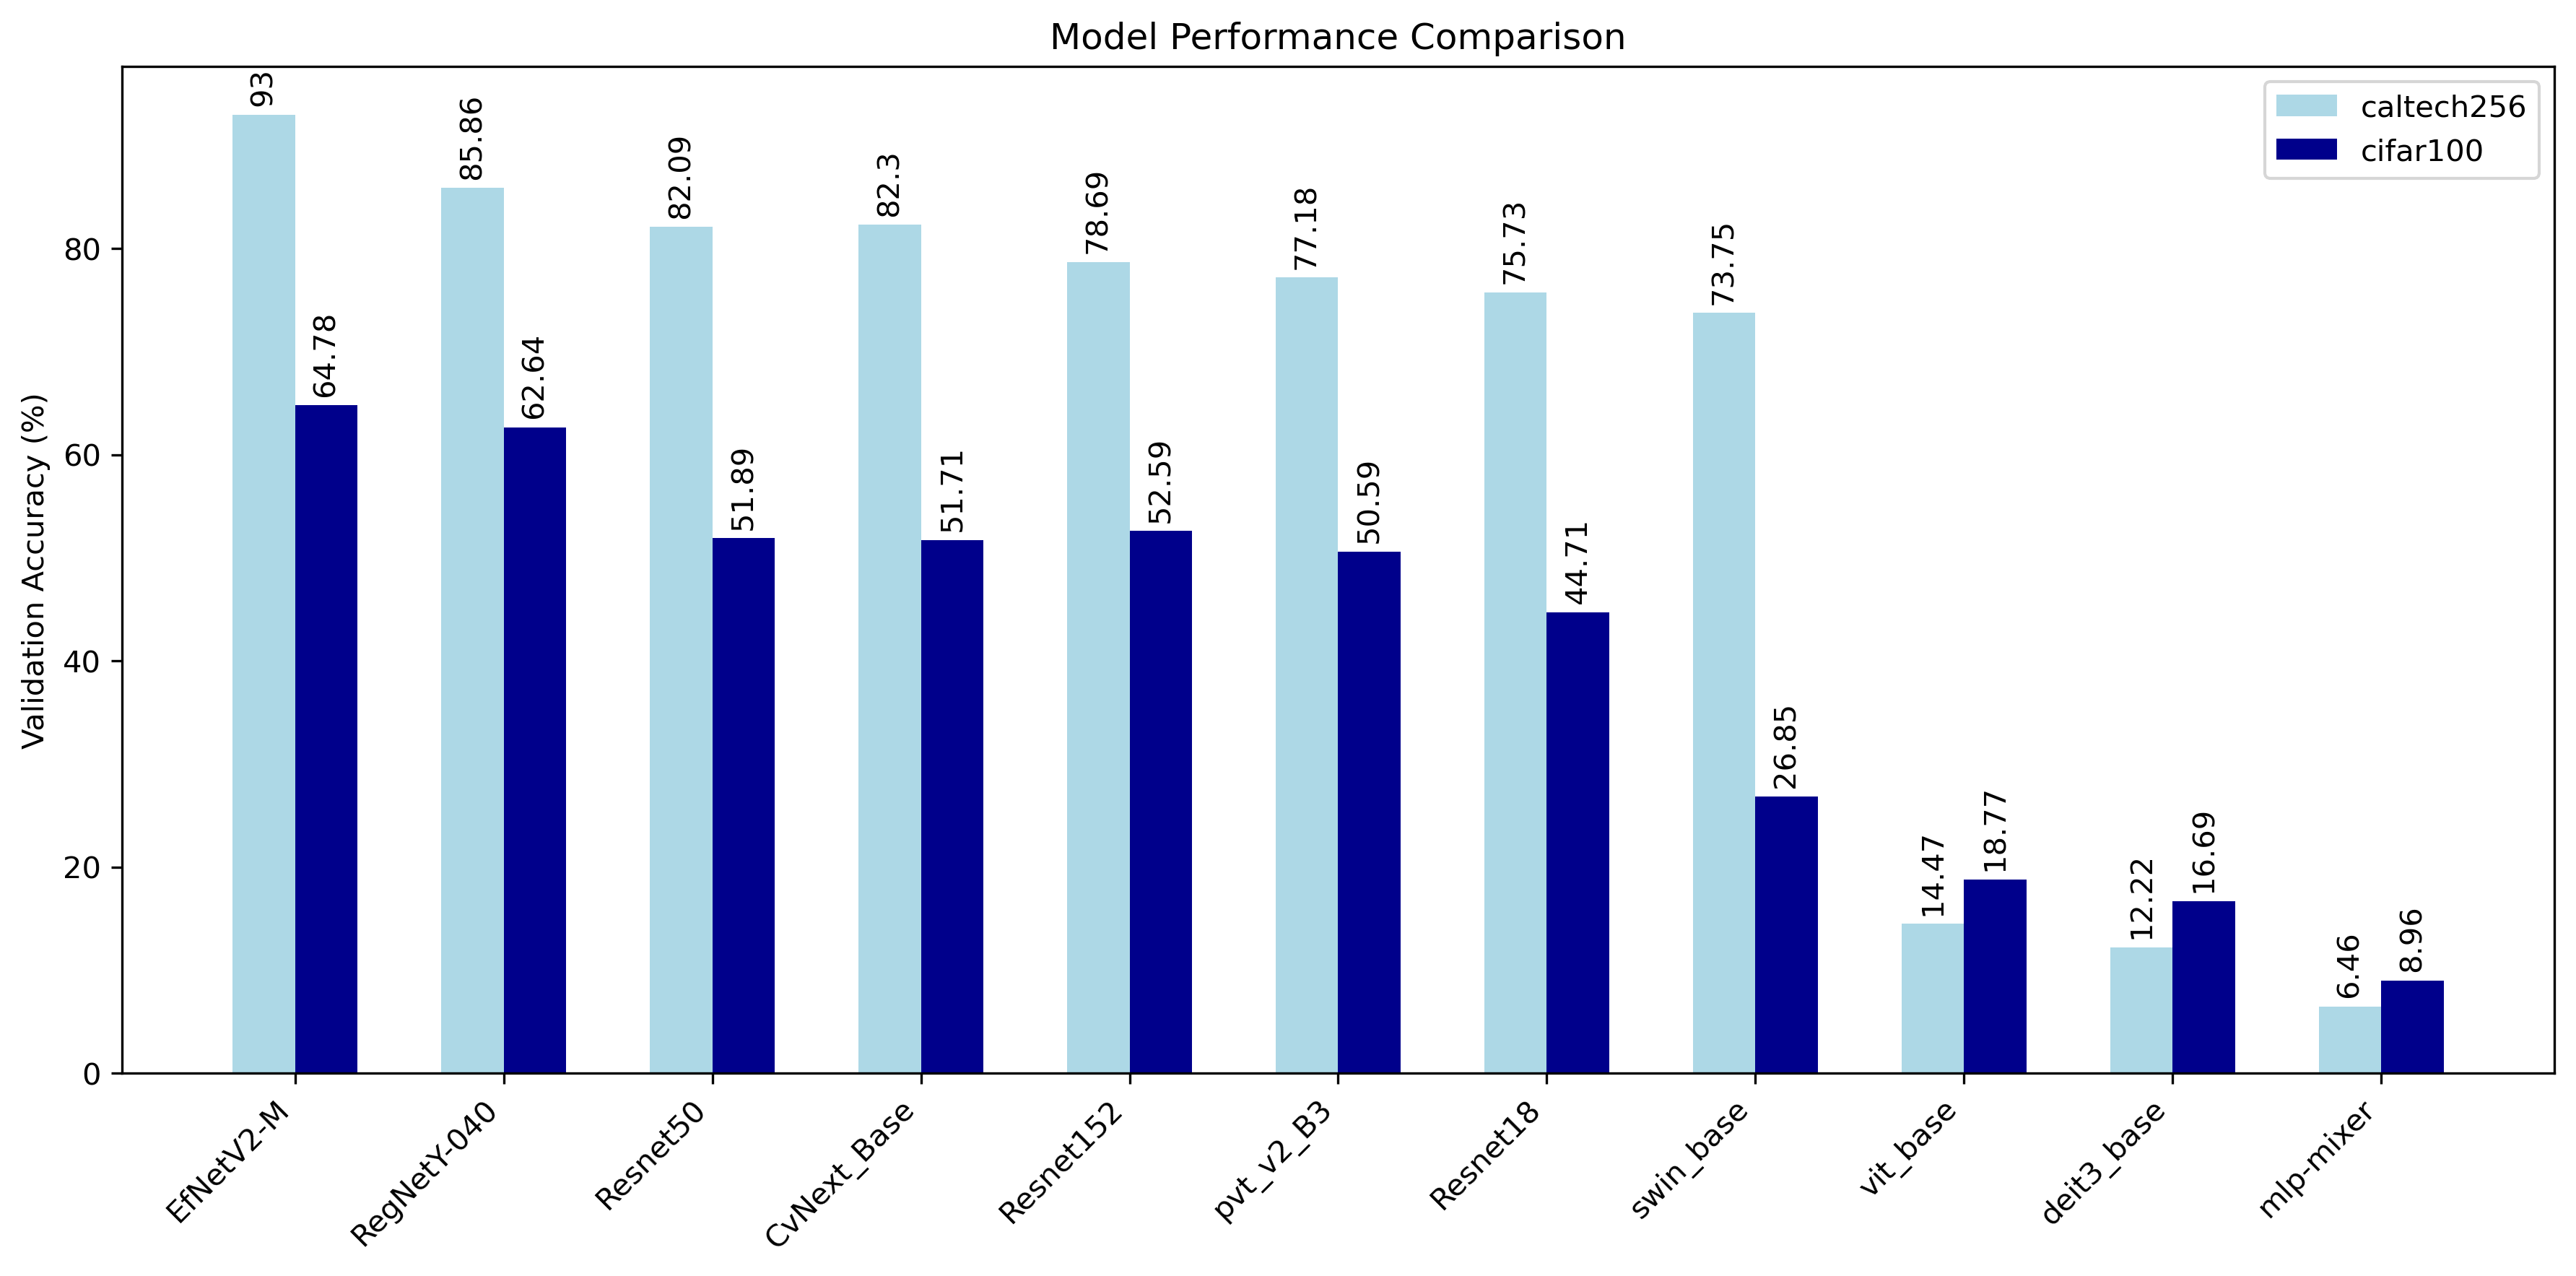 Model Performance Comparison
caltech256
cifar100
Validation Accuracy (%)
80
60
40
20
0
93
64.78
85.86
62.64
82.09
51.89
82.3
51.71
78.69
52.59
77.18
50.59
75.73
44.71
73.75
26.85
14.47
18.77
12.22
16.69
6.46
8.96
EfNetV2-M
RegNetY-040
Resnet50
CvNext_Base
Resnet152
pvt_v2_B3
Resnet18
swin_base
vit_base
deit3_base
mlp-mixer